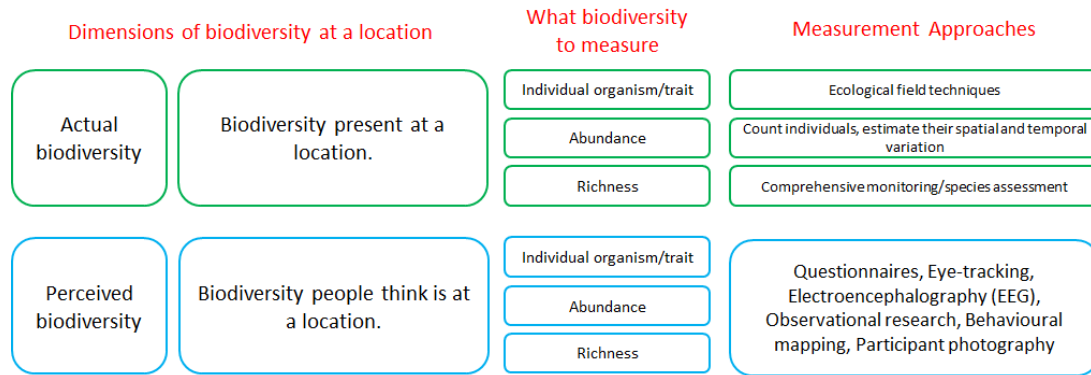 Dimensions of biodiversity at a location
What biodiversity
to measure
Measurement Approaches
Actual
biodiversity
Biodiversity present at a
location.
Individual organism/trait
Abundance
Richness
Ecological field techniques
Count individuals, estimate their spatial and temporal
variation
Comprehensive monitoring/species assessment
Perceived
biodiversity
Biodiversity people think is at
a location.
Individual organism/trait
Abundance
Richness
Questionnaires, Eye-tracking,
Electroencephalography (EEG),
Observational research, Behavioural
mapping, Participant photography